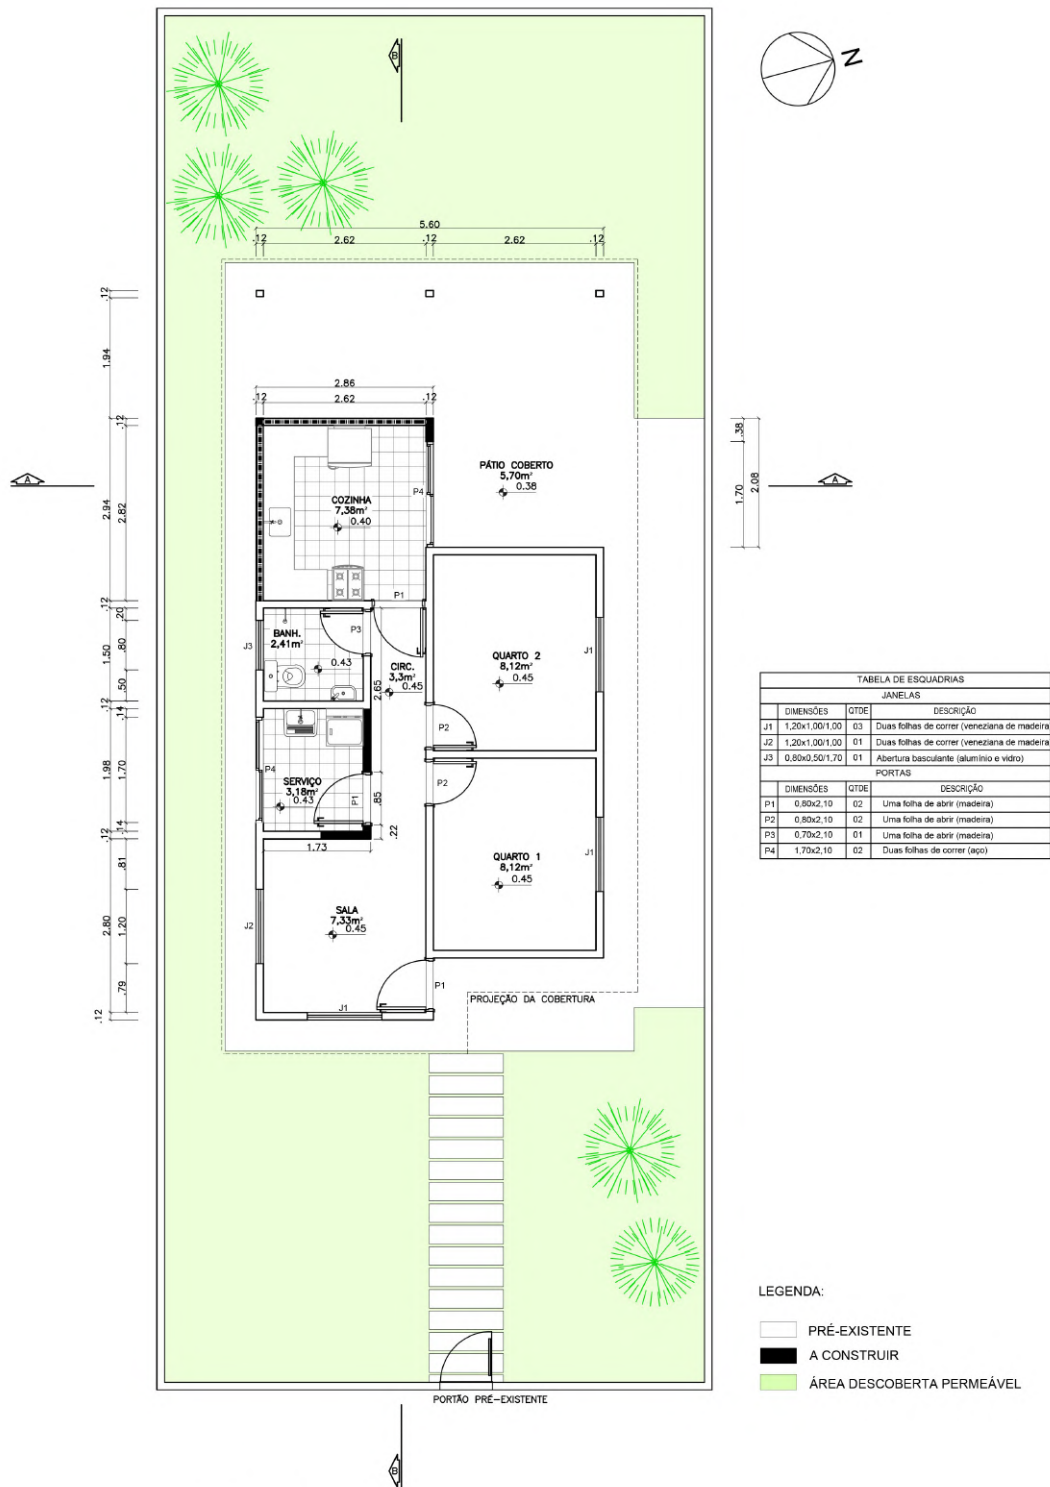 B
N
5.60
.12
2.62
.12
2.62
.12
.12
1.94
2.86
.12
2.62
.12
.12
.38
PÁTIO COBERTO
5,70m²
0.38
P4
COZINHA
7,38m²
0.40
A
A
2.94
2.82
1.70
2.08
P1
.12
.20
BANH.
2,41m²
P3
J3
1.50
.80
0.43
CIRC.
3,3m²
0.45
QUARTO 2
8,12m²
0.45
J1
.50
2.65
.12
.14
P2
1.98
1.70
P4
SERVIÇO
3,18m²
0.43
P1
.85
P2
.12
.14
.22
1.73
.81
QUARTO 1
8,12m²
0.45
J1
SALA
7,33m²
0.45
J2
2.80
1.20
.79
P1
PROJEÇÃO DA COBERTURA
J1
.12
TABELA DE ESQUADRIAS
JANELAS
DIMENSÕES QTDE DESCRIÇÃO
J1 1,20x1,00/1,00 03 Duas folhas de correr (veneziana de madeira
J2 1,20x1,00/1,00 01 Duas folhas de correr (veneziana de madeira
J3 0,80x0,50/1,70 01 Abertura basculante (alumínio e vidro)
PORTAS
DIMENSÕES QTDE DESCRIÇÃO
P1 0,80x2,10 02 Uma folha de abrir (madeira)
P2 0,80x2,10 02 Uma folha de abrir (madeira)
P3 0,70x2,10 01 Uma folha de abrir (madeira)
P4 1,70x2,10 02 Duas folhas de correr (aço)
LEGENDA:
PRÉ-EXISTENTE
A CONSTRUIR
ÁREA DESCOBERTA PERMEÁVEL
PORTÃO PRÉ-EXISTENTE
B